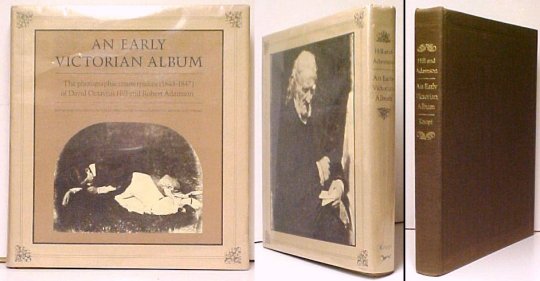 AN EARLY
VICTORIAN ALBUM
The photographic masterpieces (1843-1847)
of David Octavius Hill and Robert Adamson
Hill and
Adamson
An Early
Victorian
Album
Knopf
Hill and
Adamson
An Early
Victorian
Album
Knopf